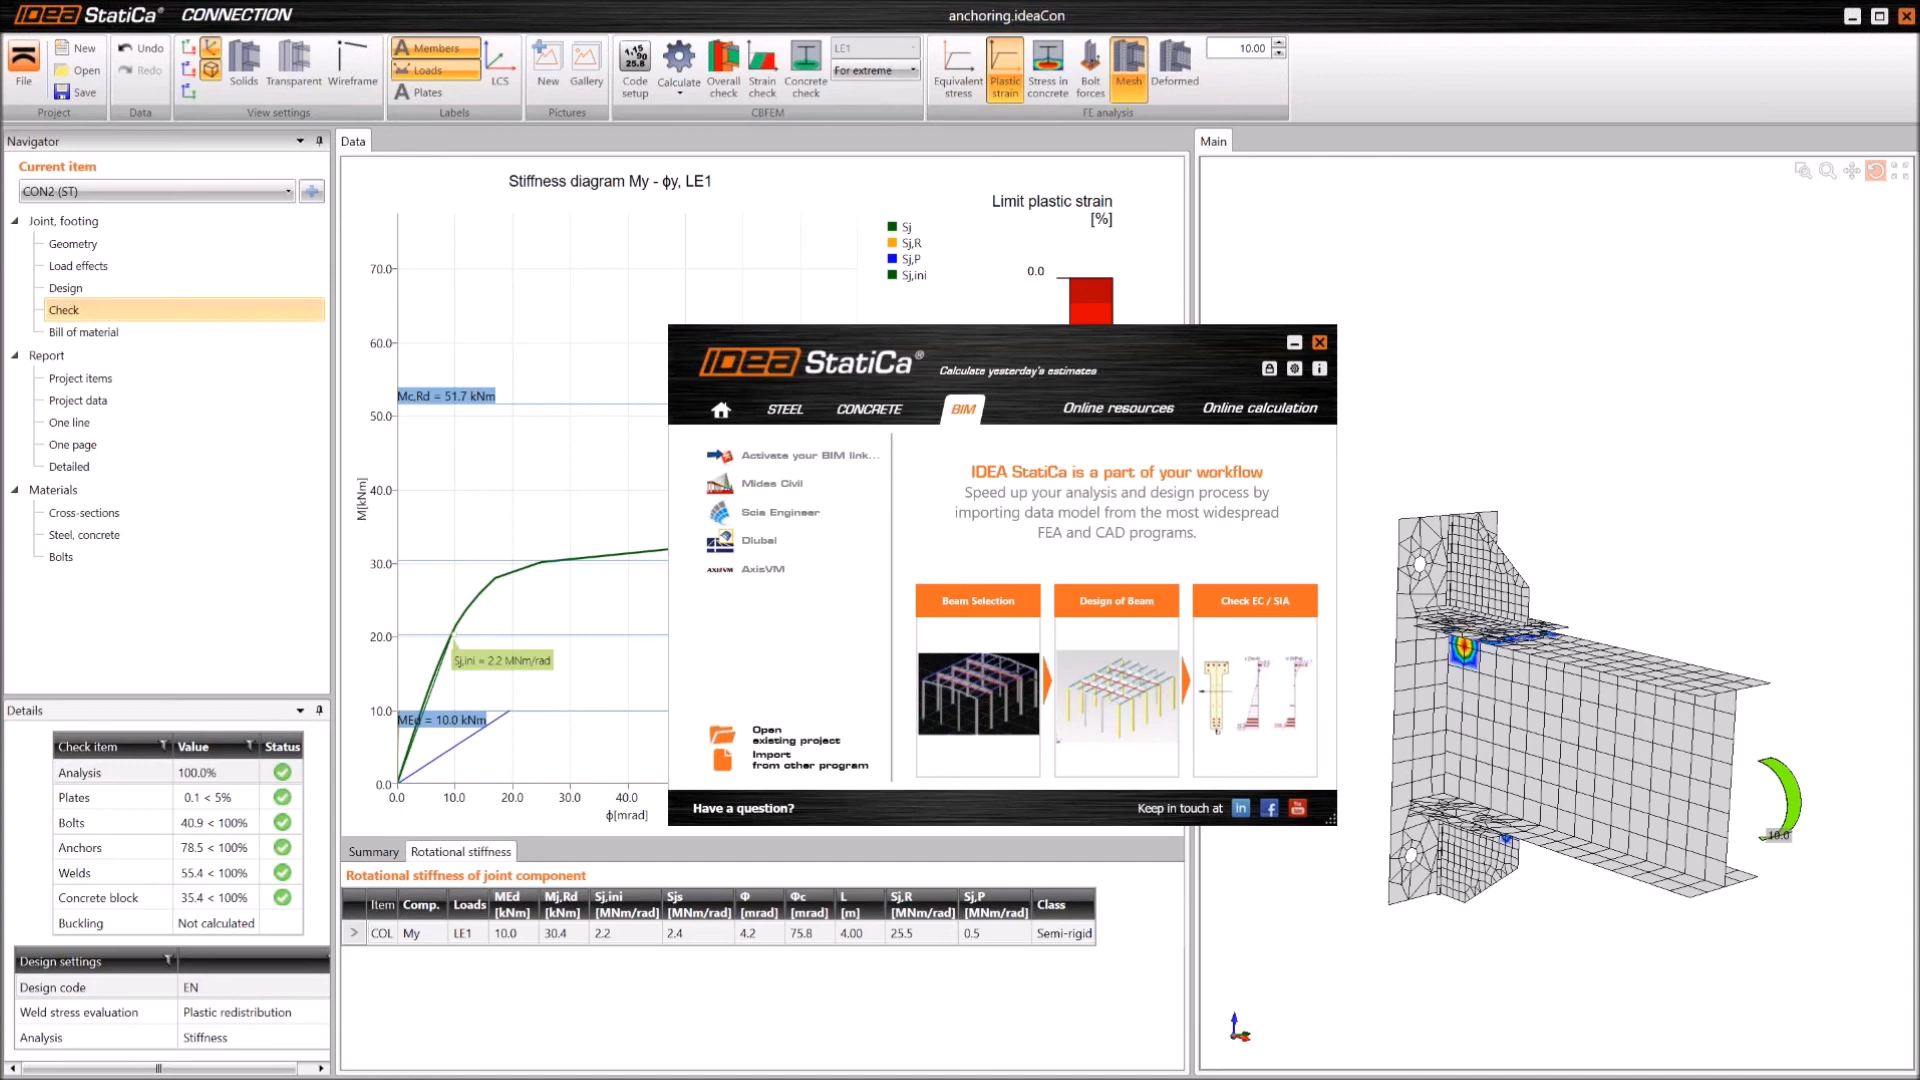 IDEA StatiCa® CONNECTION
anchoring.ideaCon
File
New
Open
Save
Project
Undo
Redo
Data
Solids
Transparent
Wireframe
View settings
Members
Loads
Plates
LCS
Labels
New
Gallery
Pictures
Code setup
Calculate
Overall check
Strain check
Concrete check
LE1
For extreme
CBFEM
Equivalent stress
Plastic strain
Stress in concrete
Bolt forces
Mesh
Deformed
10.00
FE analysis
Navigator
Current item
CON2 (ST)
Joint, footing
Geometry
Load effects
Design
Check
Bill of material
Report
Project items
Project data
One line
One page
Detailed
Materials
Cross-sections
Steel, concrete
Bolts
Details
Check item Value Status
Analysis 100.0%
Plates 0.1 < 5%
Bolts 40.9 < 100%
Anchors 78.5 < 100%
Welds 55.4 < 100%
Concrete block 35.4 < 100%
Buckling Not calculated
Design settings
Design code EN
Weld stress evaluation Plastic redistribution
Analysis Stiffness
Data
Stiffness diagram My - ϕy, LE1
Limit plastic strain
[%]
0.0
Sj
Sj,R
Sj,P
Sj,ini
70.0
60.0
Mc,Rd = 51.7 kNm
50.0
M[kNm]
40.0
30.0
20.0
Sj,ini = 2.2 MNm/rad
10.0
MEd = 10.0 kNm
0.0
0.0 10.0 20.0 30.0 40.0
ϕ[mrad]
IDEA StatiCa®
Calculate yesterday's estimates
STEEL CONCRETE BIM Online resources Online calculation
Activate your BIM link...
Midas Civil
Scia Engineer
Dlubal
AXISVM AxisVM
Open
existing project
Import
from other program
IDEA StatiCa is a part of your workflow
Speed up your analysis and design process by
importing data model from the most widespread
FEA and CAD programs.
Beam Selection
Design of Beam
Check EC / SIA
Have a question?
Keep in touch at
Summary
Rotational stiffness
Rotational stiffness of joint component
Item Comp. Loads MEd [kNm] Mj,Rd [kNm] Sj,ini [MNm/rad] Sjs [MNm/rad] Φ [mrad] Φc [mrad] L [m] Sj,R [MNm/rad] Sj,P [MNm/rad] Class
> COL My LE1 10.0 30.4 2.2 2.4 4.2 75.8 4.00 25.5 0.5 Semi-rigid
Main
10.0